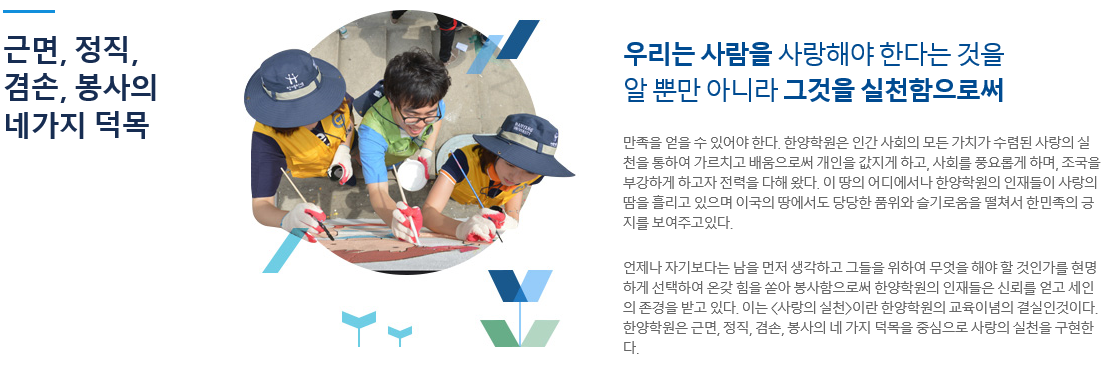 근면, 정직,
겸손, 봉사의
네가지 덕목
HANYANG
UNIVERSITY
우리는 사람을 사랑해야 한다는 것을
알 뿐만 아니라 그것을 실천함으로써
만족을 얻을 수 있어야 한다. 한양학원은 인간 사회의 모든 가치가 수렴된 사랑의 실
천을 통하여 가르치고 배움으로써 개인을 값지게 하고, 사회를 풍요롭게 하며, 조국을
부강하게 하고자 전력을 다해 왔다. 이 땅의 어디에서나 한양학원의 인재들이 사랑의
땀을 흘리고 있으며 이국의 땅에서도 당당한 품위와 슬기로움을 떨쳐서 한민족의 긍
지를 보여주고있다.
언제나 자기보다는 남을 먼저 생각하고 그들을 위하여 무엇을 해야 할 것인가를 현명
하게 선택하여 온갖 힘을 쏟아 봉사함으로써 한양학원의 인재들은 신뢰를 얻고 세인
의 존경을 받고 있다. 이는 <사랑의 실천>이란 한양학원의 교육이념의 결실인것이다.
한양학원은 근면, 정직, 겸손, 봉사의 네 가지 덕목을 중심으로 사랑의 실천을 구현한
다.